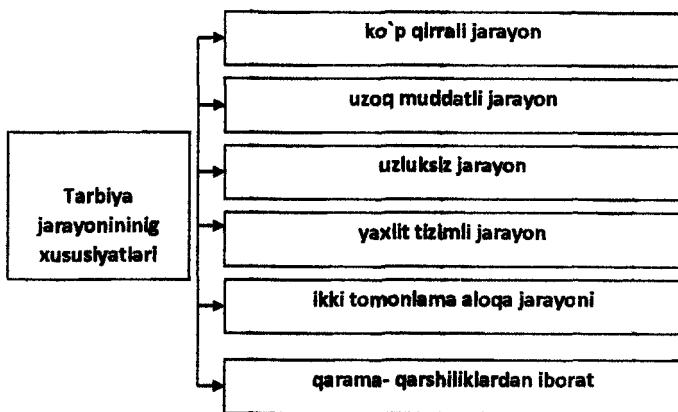 ko`p qirrali jarayon
uzoq muddatli jarayon
uzluksiz jarayon
Tarbiya
jarayonininig
xususiyatlari
yaxlit tizimli jarayon
ikki tomonlama aloqa jarayoni
qarama- qarshiliklardan iborat